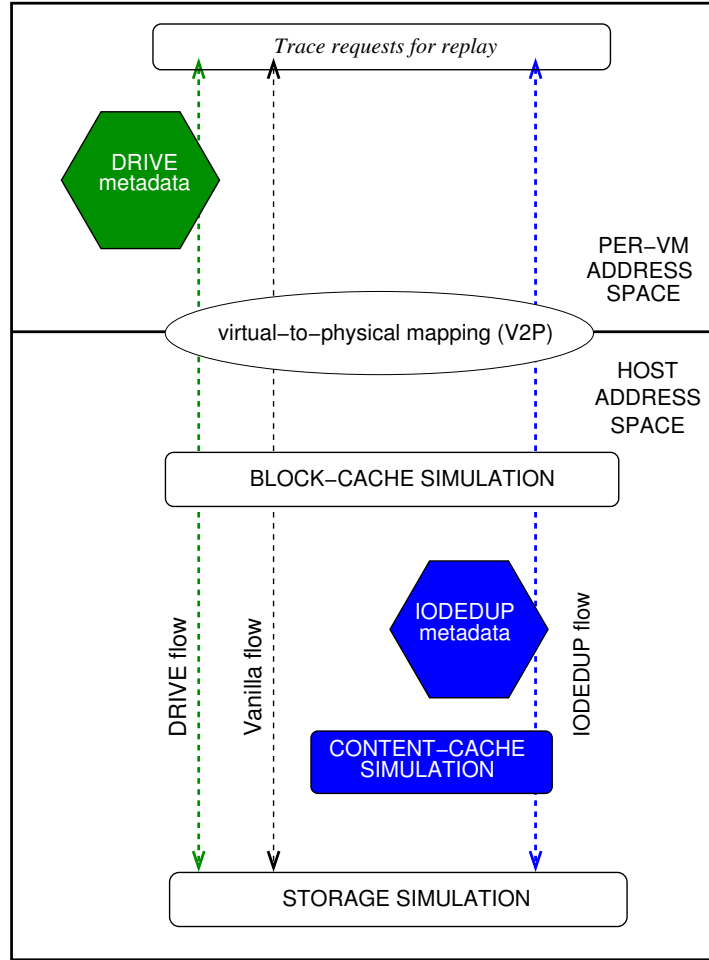 Trace requests for replay
DRIVE
metadata
PER−VM
ADDRESS
SPACE
virtual−to−physical mapping (V2P)
HOST
ADDRESS
SPACE
BLOCK−CACHE SIMULATION
DRIVE flow
Vanilla flow
IODEDUP
metadata
IODEDUP flow
CONTENT−CACHE
SIMULATION
STORAGE SIMULATION